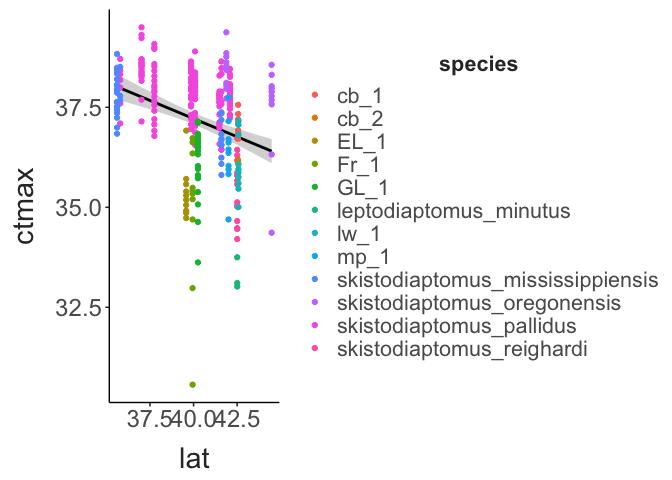 ctmax
37.5
35.0
32.5
37.5 40.0 42.5
lat
species
cb_1
cb_2
EL_1
Fr_1
GL_1
leptodiaptomus_minutus
lw_1
mp_1
skistodiaptomus_mississippiensis
skistodiaptomus_oregonensis
skistodiaptomus_pallidus
skistodiaptomus_reighardi